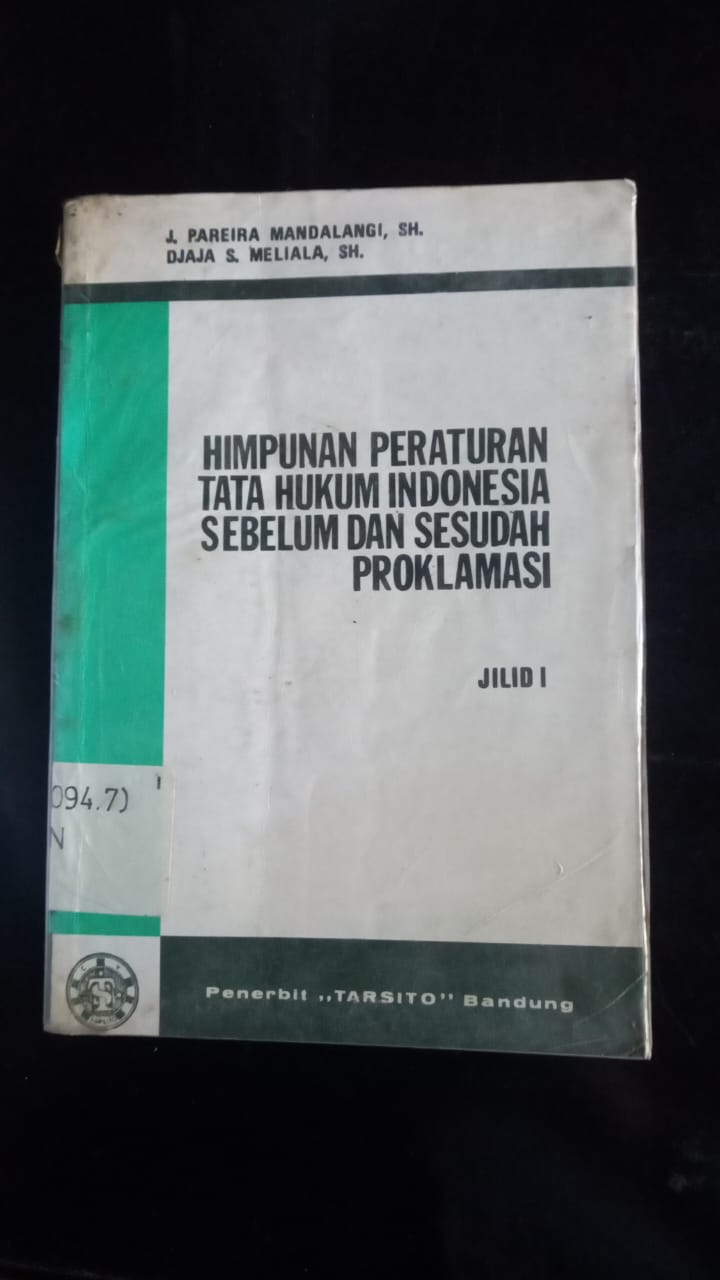 J. PAREIRA MANDALANGI, SH.
DJAJA S. MELIALA, SH.
HIMPUNAN PERATURAN
TATA HUKUM INDONESIA
SEBELUM DAN SESUDAH
PROKLAMASI
JILID I
094.7)
N
Penerbit „TARSITO" Bandung